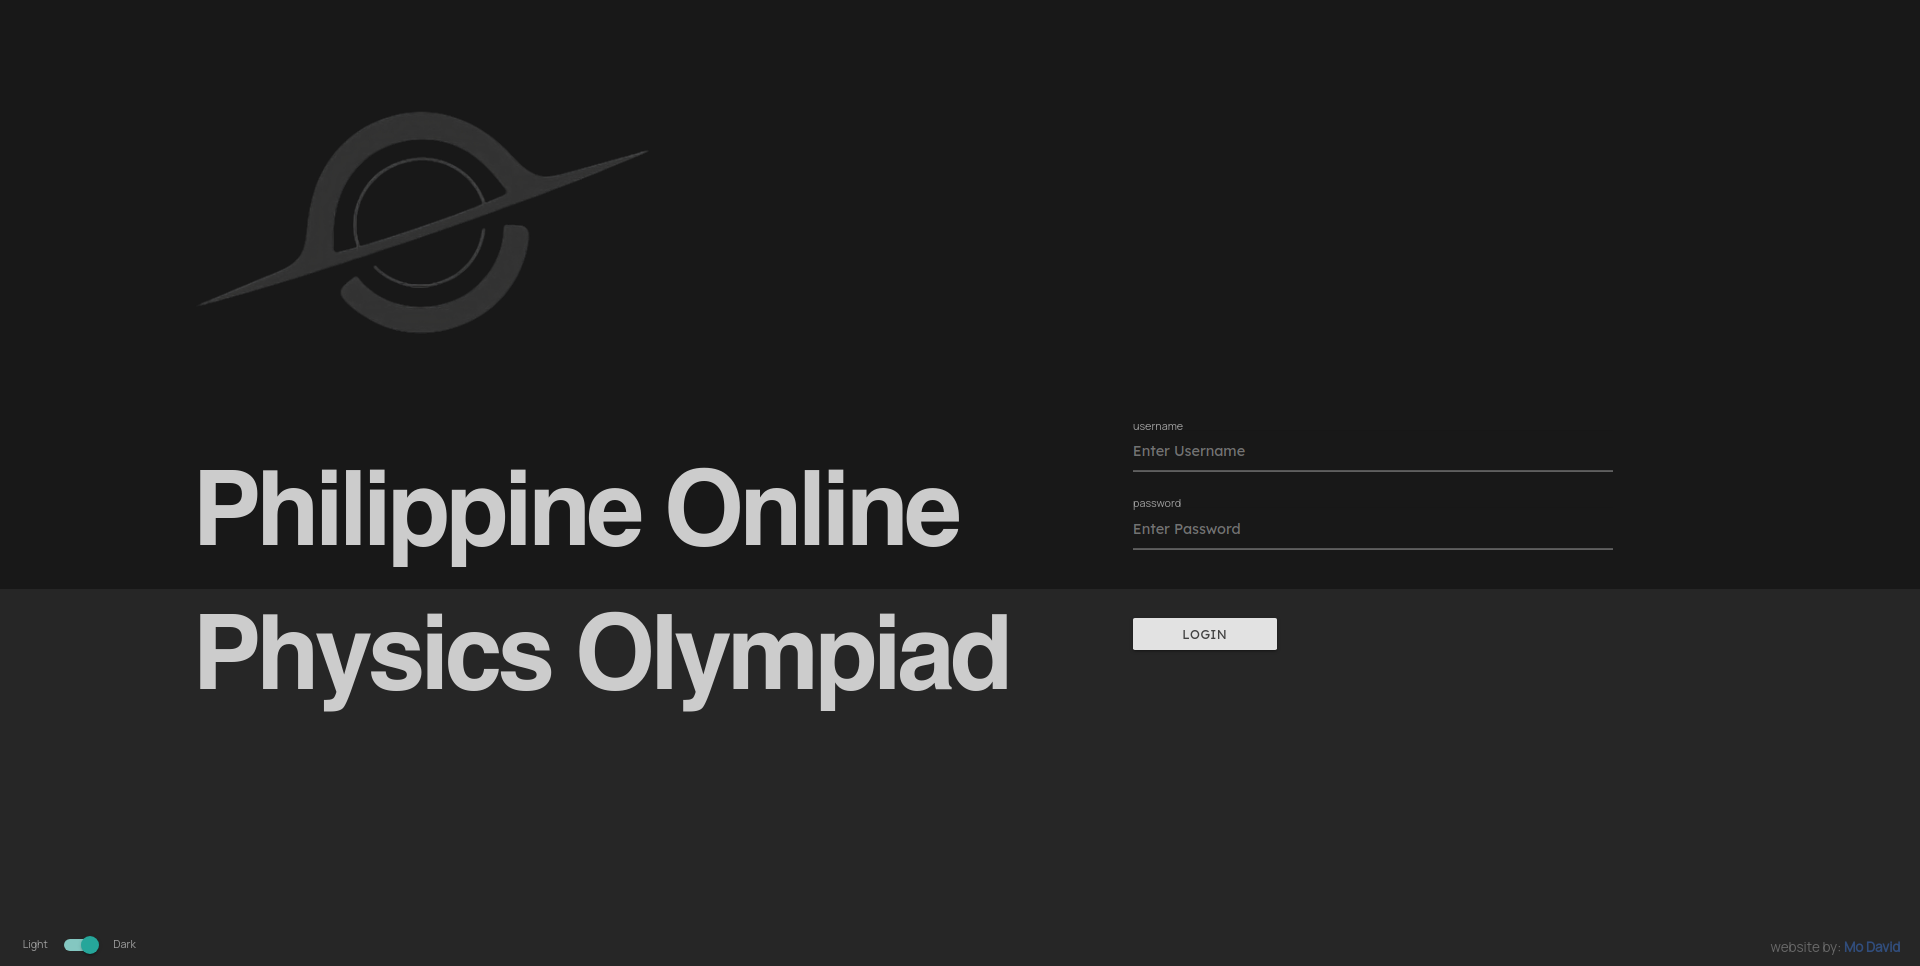 Philippine Online
Physics Olympiad
username
Enter Username
password
Enter Password
LOGIN
Light Dark
website by: Mo David